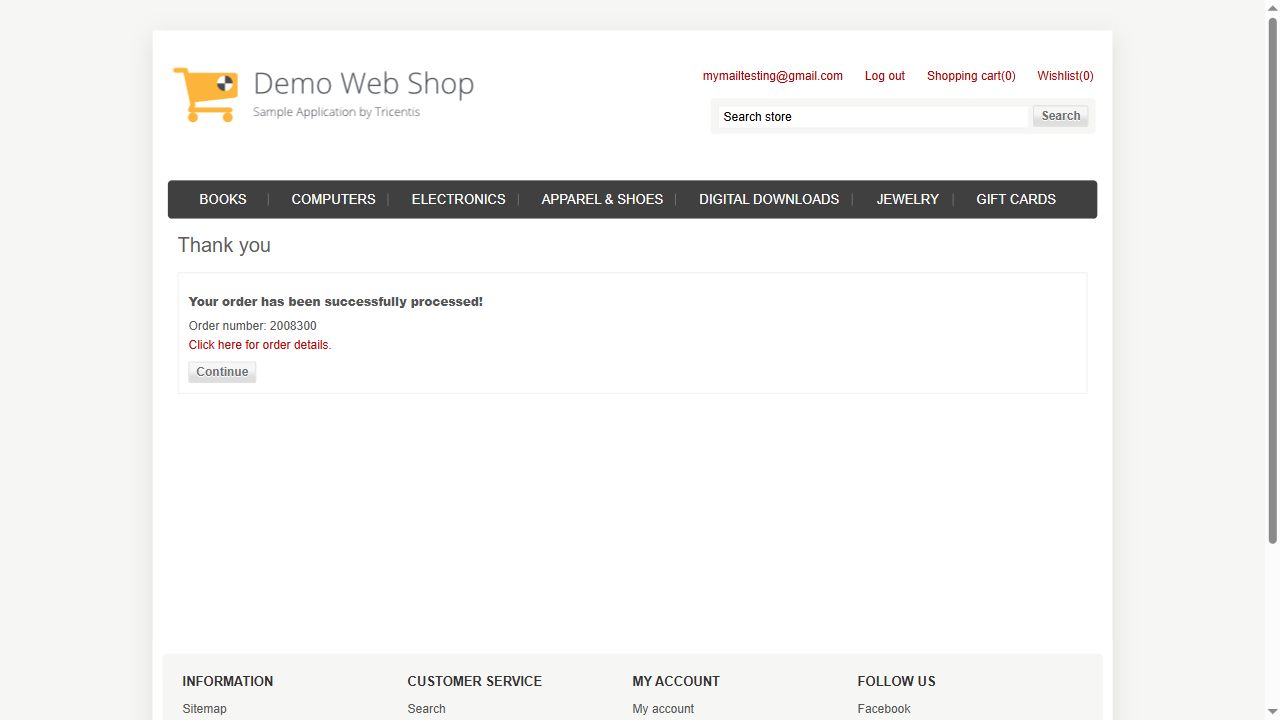 Demo Web Shop
Sample Application by Tricentis
mymailtesting@gmail.com Log out Shopping cart(0) Wishlist(0)
Search store Search
BOOKS | COMPUTERS | ELECTRONICS | APPAREL & SHOES | DIGITAL DOWNLOADS | JEWELRY | GIFT CARDS
Thank you
Your order has been successfully processed!
Order number: 2008300
Click here for order details.
Continue
INFORMATION CUSTOMER SERVICE MY ACCOUNT FOLLOW US
Sitemap Search My account Facebook